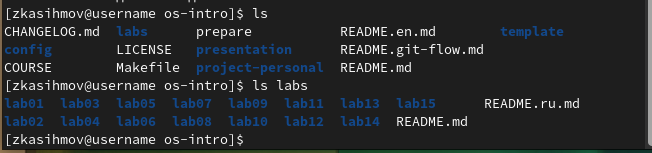 [zkasihmov@username os-intro]$ ls
CHANGELOG.md labs prepare README.en.md template
config LICENSE presentation README.git-flow.md
COURSE Makefile project-personal README.md
[zkasihmov@username os-intro]$ ls labs
lab01 lab03 lab05 lab07 lab09 lab11 lab13 lab15 README.ru.md
lab02 lab04 lab06 lab08 lab10 lab12 lab14 README.md
[zkasihmov@username os-intro]$